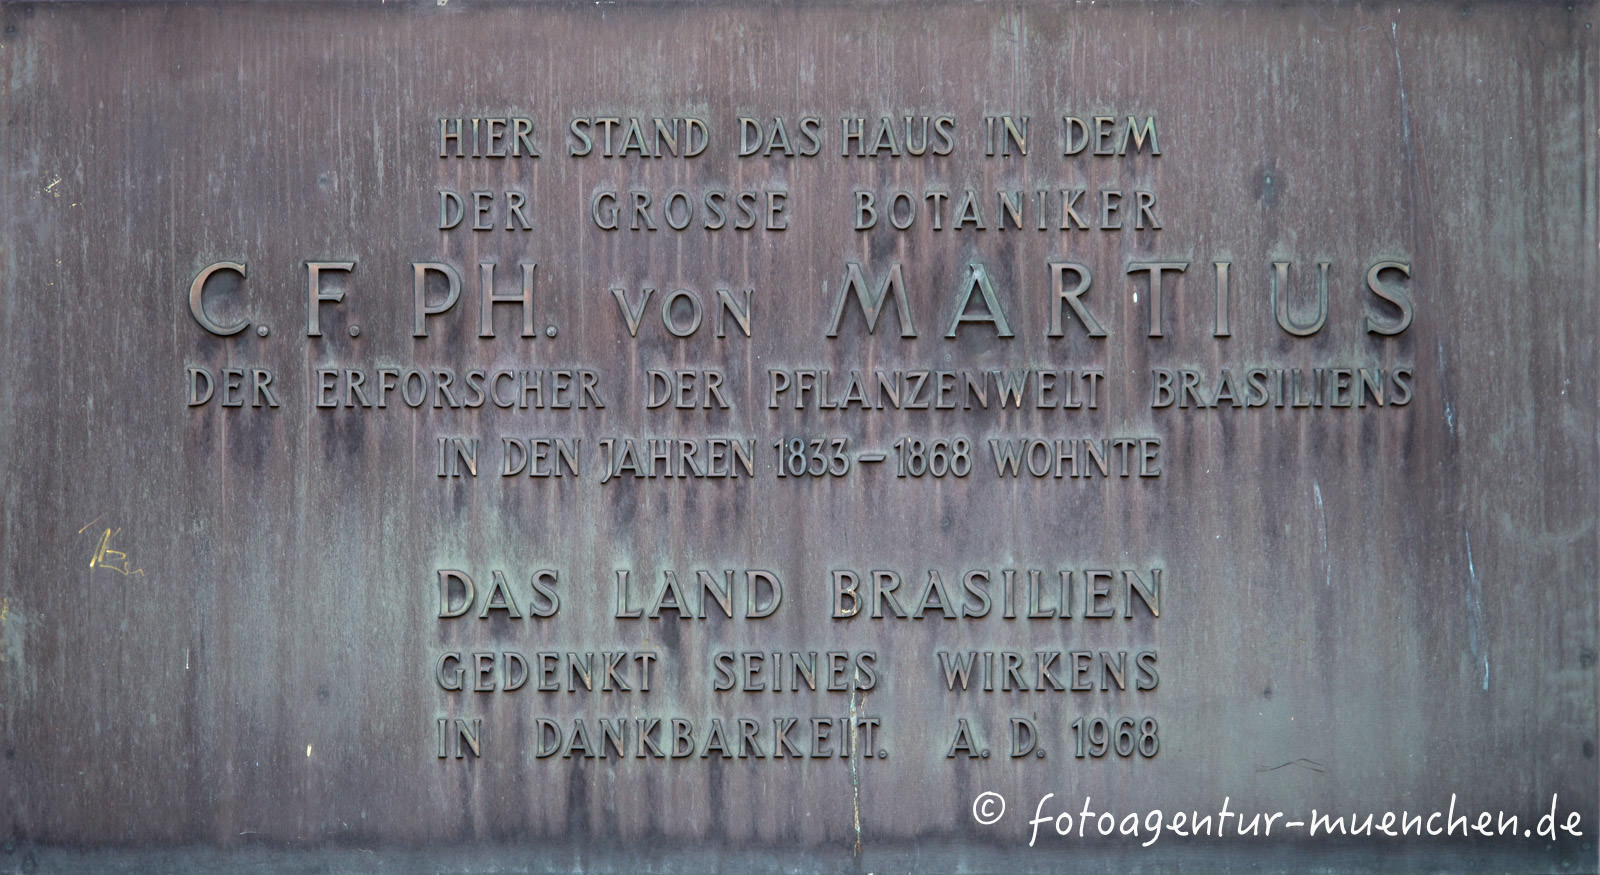 HIER STAND DAS HAUS IN DEM
DER GROSSE BOTANIKER
C. F. PH. VON MARTIUS
DER ERFORSCHER DER PFLANZENWELT BRASILIENS
IN DEN JAHREN 1833 – 1868 WOHNTE
DAS LAND BRASILIEN
GEDENKT SEINES WIRKENS
IN DANKBARKEIT. A. D. 1968
© fotoagentur-muenchen.de